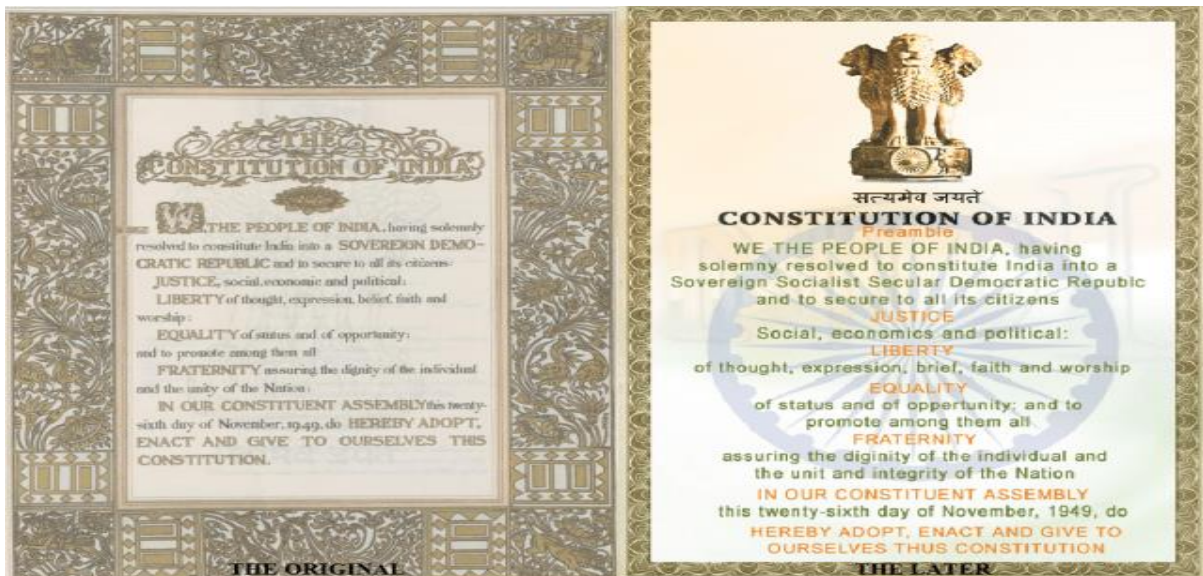 THE
CONSTITUTION OF INDIA
WE, THE PEOPLE OF INDIA, having solemnly
resolved to constitute India into a SOVEREIGN DEMO-
CRATIC REPUBLIC and to secure to all its citizens:
JUSTICE, social, economic and political;
LIBERTY of thought, expression, belief, faith and
worship;
EQUALITY of status and of opportunity;
and to promote among them all
FRATERNITY assuring the dignity of the individual
and the unity of the Nation;
IN OUR CONSTITUENT ASSEMBLY this twenty-
sixth day of November, 1949, do HEREBY ADOPT,
ENACT AND GIVE TO OURSELVES THIS
CONSTITUTION.
THE ORIGINAL
सत्यमेव जयते
CONSTITUTION OF INDIA
Preamble
WE THE PEOPLE OF INDIA, having
solemny resolved to constitute India into a
Sovereign Socialist Secular Democratic Republic
and to secure to all its citizens
JUSTICE
Social, economics and political:
LIBERTY
of thought, expression, brief, faith and worship
EQUALITY
of status and of opportunity; and to
promote among them all
FRATERNITY
assuring the diginity of the individual and
the unit and integrity of the Nation
IN OUR CONSTITUENT ASSEMBLY
this twenty-sixth day of November, 1949, do
HEREBY ADOPT, ENACT AND GIVE TO
OURSELVES THUS CONSTITUTION
THE LATER